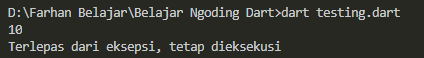 D:\Farhan Belajar\Belajar Ngoding Dart>dart testing.dart
10
Terlepas dari eksepsi, tetap dieksekusi